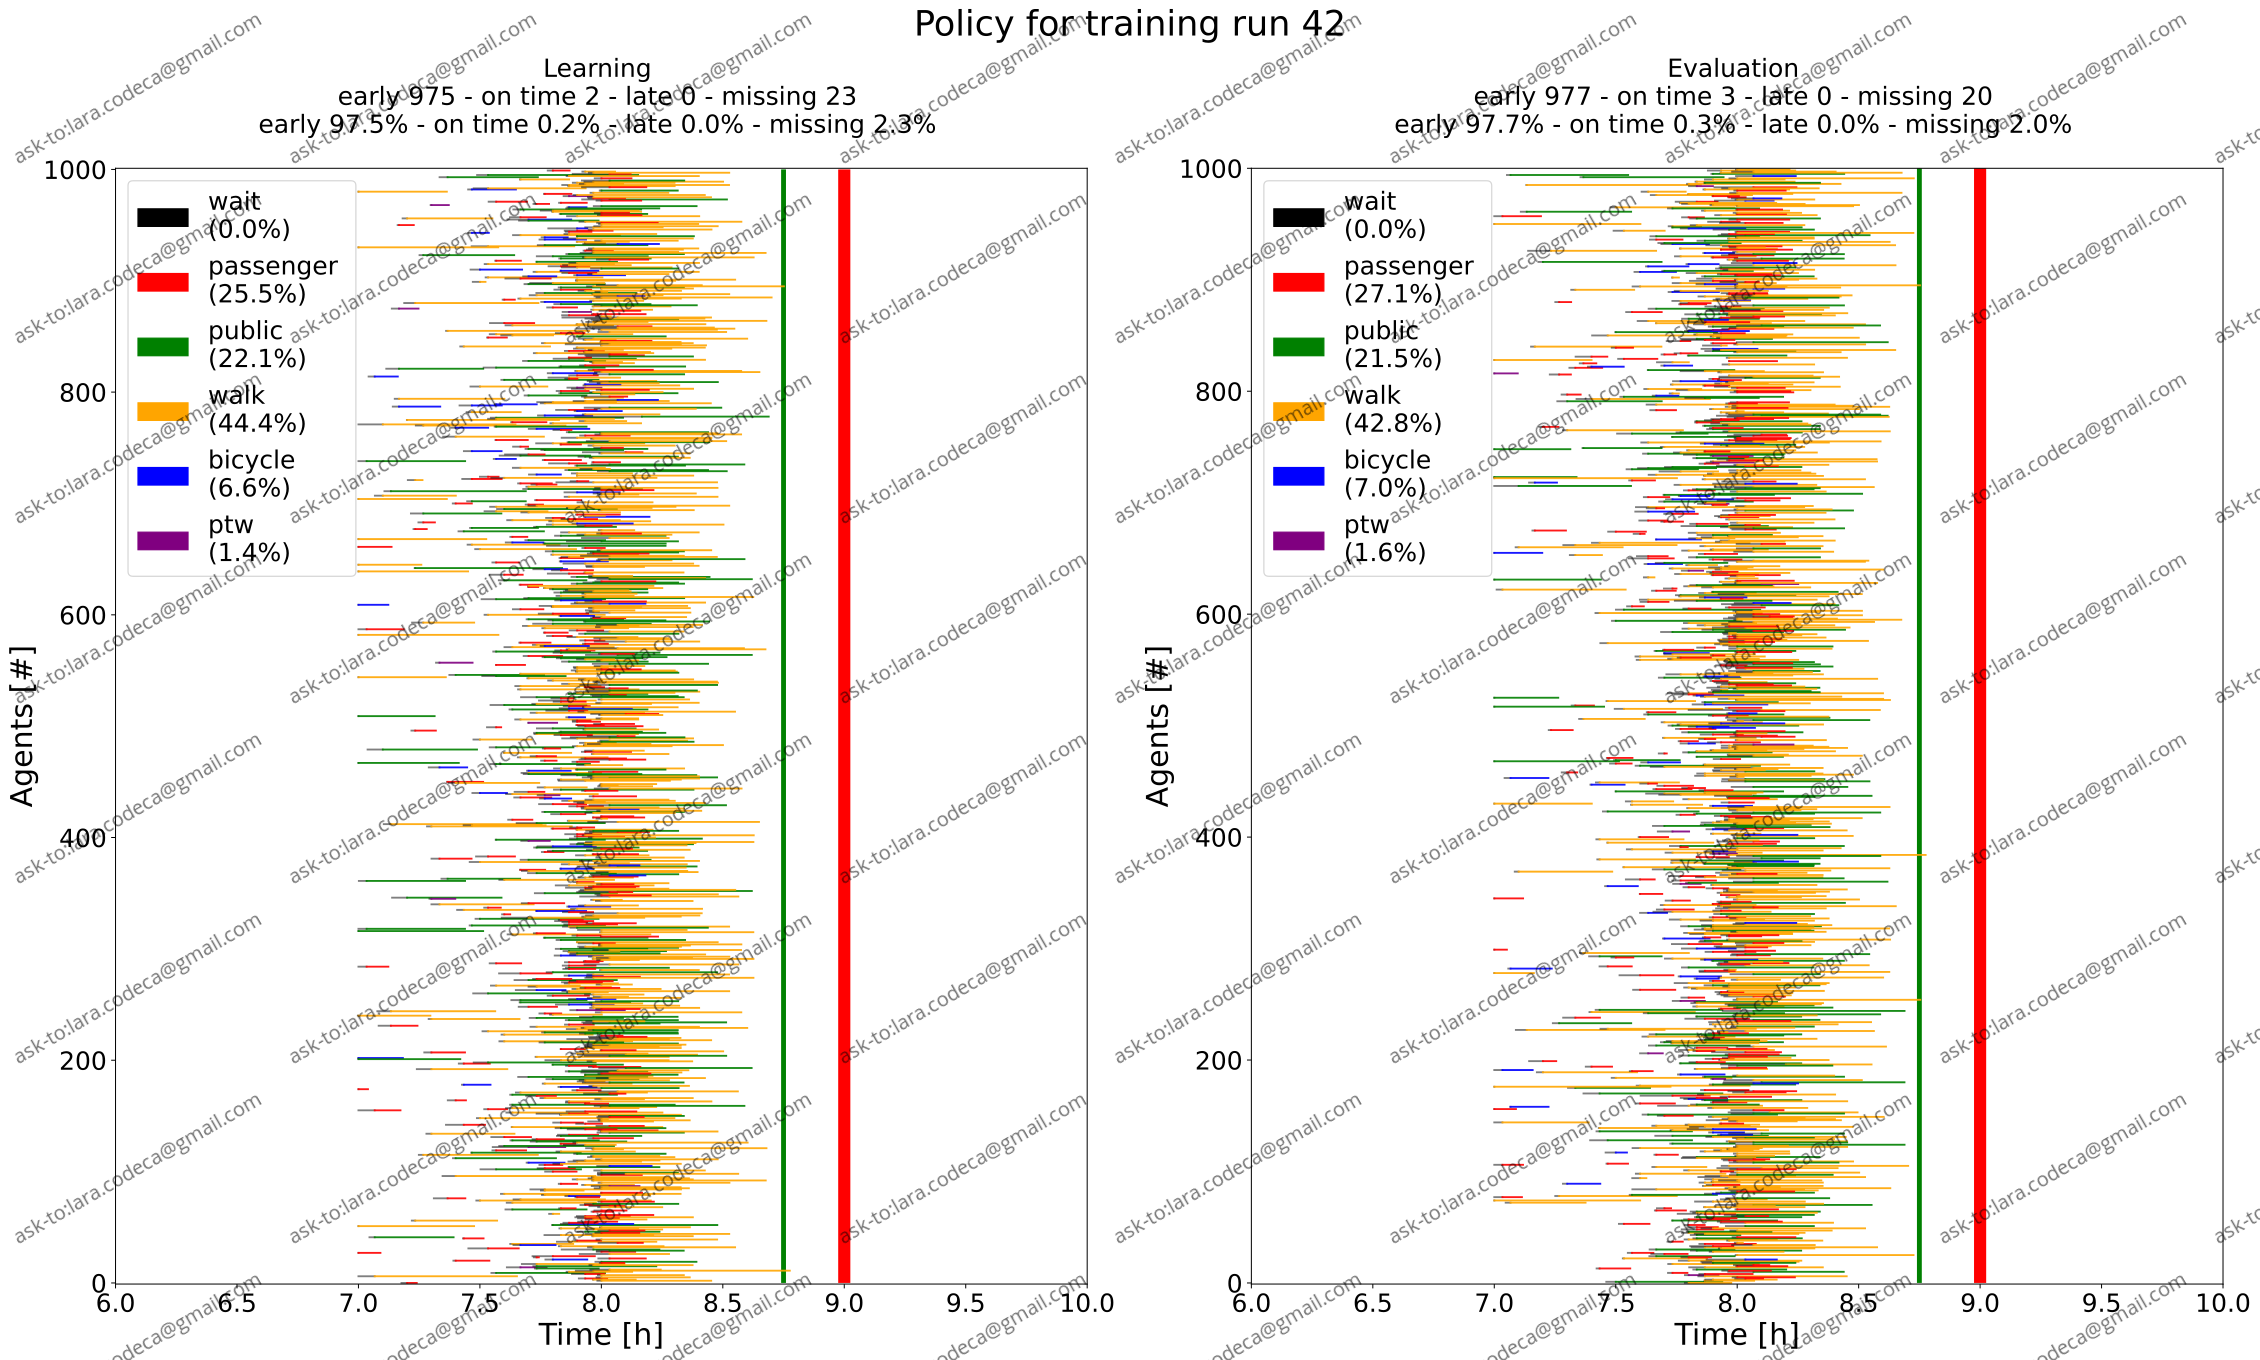 Policy for training run 42
Learning
early 975 - on time 2 - late 0 - missing 23
early 97.5% - on time 0.2% - late 0.0% - missing 2.3%
1000
800
600
400
200
0
Agents [#]
wait
(0.0%)
passenger
(25.5%)
public
(22.1%)
walk
(44.4%)
bicycle
(6.6%)
ptw
(1.4%)
6.0 6.5 7.0 7.5 8.0 8.5 9.0 9.5 10.0
Time [h]
Evaluation
early 977 - on time 3 - late 0 - missing 20
early 97.7% - on time 0.3% - late 0.0% - missing 2.0%
1000
800
600
400
200
0
Agents [#]
wait
(0.0%)
passenger
(27.1%)
public
(21.5%)
walk
(42.8%)
bicycle
(7.0%)
ptw
(1.6%)
6.0 6.5 7.0 7.5 8.0 8.5 9.0 9.5 10.0
Time [h]
ask-to:lara.codeca@gmail.com